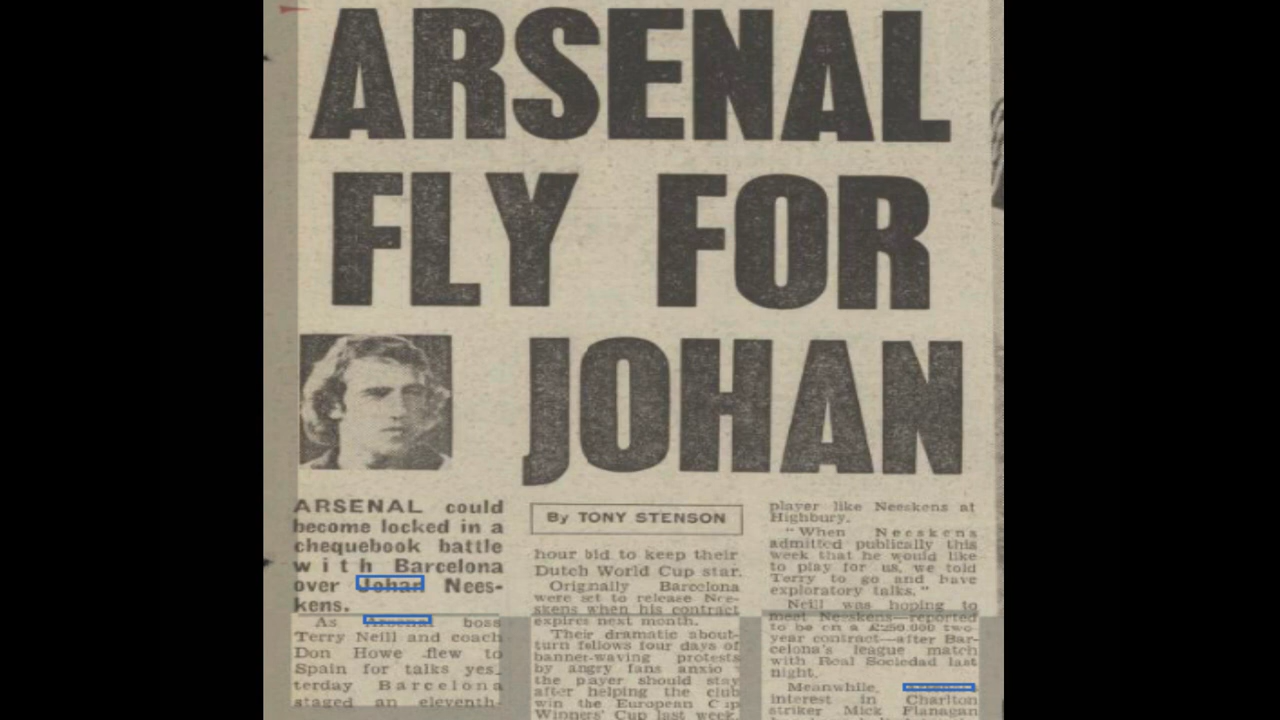 ARSENAL
FLY FOR
JOHAN
ARSENAL could
become locked in a
chequebook battle
with Barcelona
over Johan Nees-
kens.
As Arsenal boss
Terry Neill and coach
Don Howe flew to
Spain for talks yes-
terday Barcelona
staged an eleventh-
By TONY STENSON
hour bid to keep their
Dutch World Cup star.
Originally Barcelona
were set to release Nee-
skens when his contract
expires next month.
Their dramatic about-
turn follows four days of
banner-waving protests
by angry fans
the player should stay
after helping the club
win the European Cup
Winners' Cup last week.
player like Neeskens at
Highbury.
"When Neeskens
admitted publically this
week that he would like
to play for us, we told
Terry to go and have
exploratory talks."
Neill was hoping to
meet Neeskens—reported
to be on a £250,000 two-
year contract—after Bar-
celona's league match
with Real Sociedad last
night.
Meanwhile,
interest in Charlton
striker Mick Flanagan